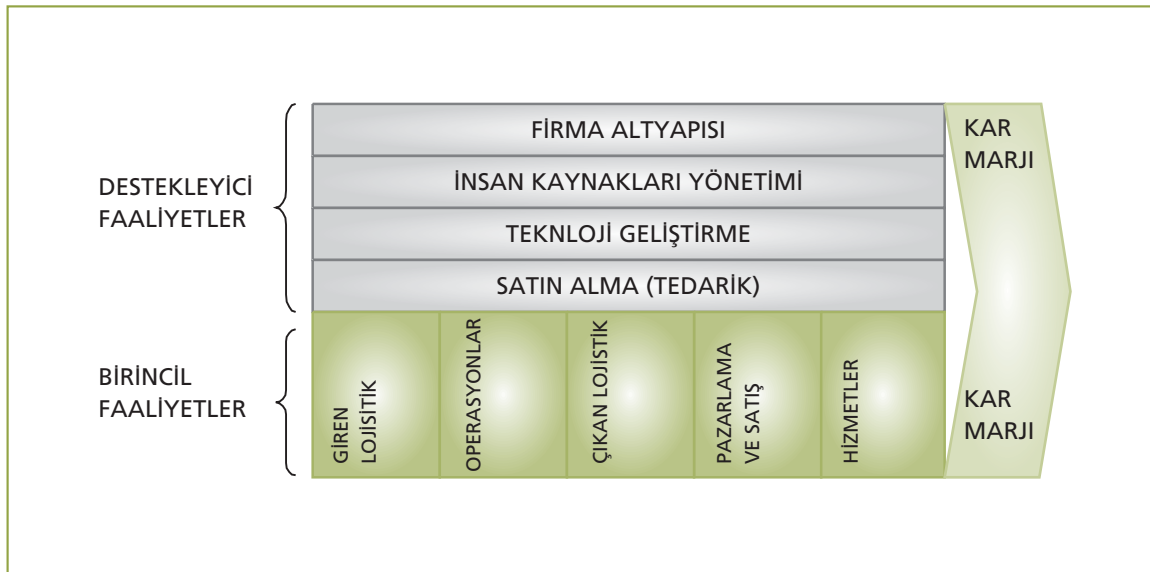 DESTEKLEYİCİ
FAALİYETLER
FİRMA ALTYAPISI
İNSAN KAYNAKLARI YÖNETİMİ
TEKNLOJİ GELİŞTİRME
SATIN ALMA (TEDARİK)
KAR
MARJI
BİRİNCİL
FAALİYETLER
GİREN
LOJİSİTİK
OPERASYONLAR
ÇIKAN LOJİSTİK
PAZARLAMA
VE SATIŞ
HİZMETLER
KAR
MARJI